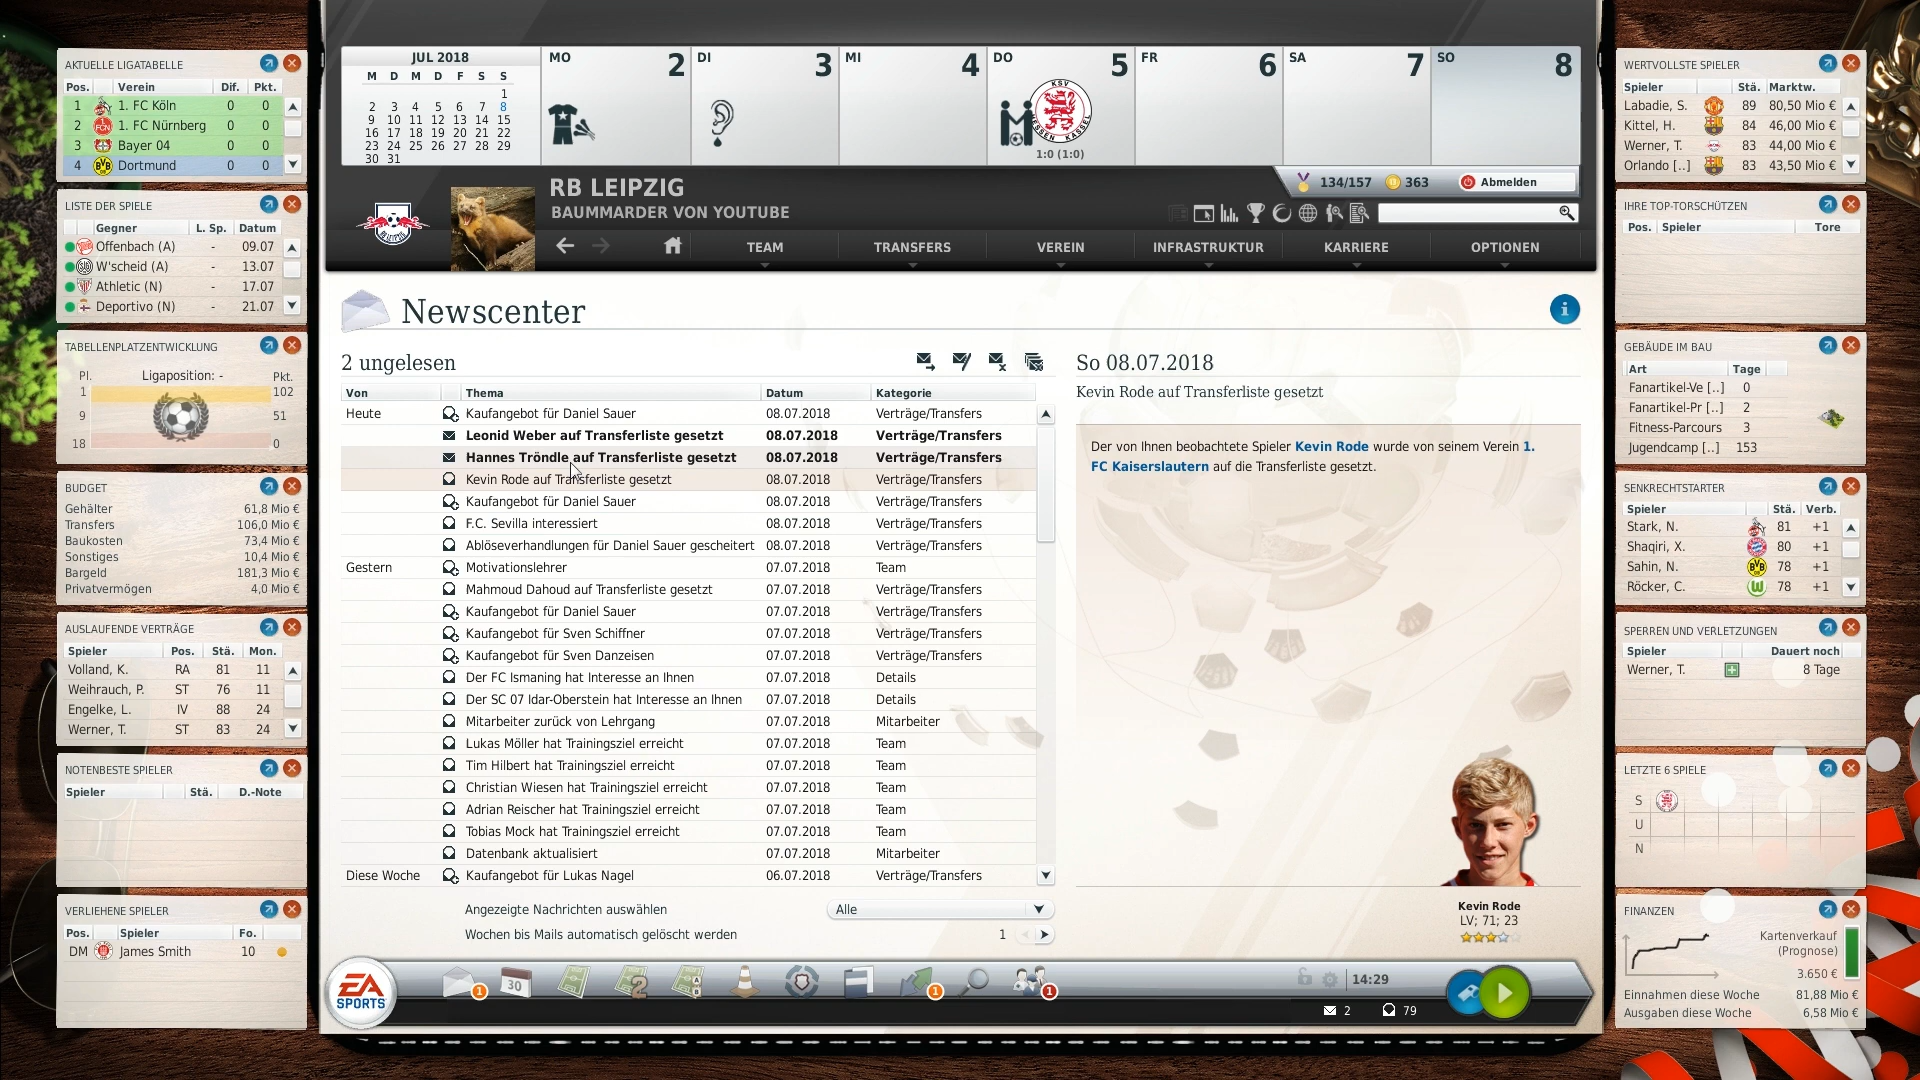 AKTUELLE LIGATABELLE
Pos. Verein Dif. Pkt.
1 1. FC Köln 0 0
2 1. FC Nürnberg 0 0
3 Bayer 04 0 0
4 Dortmund 0 0
LISTE DER SPIELE
Gegner L. Sp. Datum
Offenbach (A) - 09.07
W'scheid (A) - 13.07
Athletic (N) - 17.07
Deportivo (N) - 21.07
TABELLENPLATZENTWICKLUNG
Pl. Ligaposition: - Pkt.
1 102
9 51
18 0
BUDGET
Gehälter 61,8 Mio €
Transfers 106,0 Mio €
Baukosten 73,4 Mio €
Sonstiges 10,4 Mio €
Bargeld 181,3 Mio €
Privatvermögen 4,0 Mio €
AUSLAUFENDE VERTRÄGE
Spieler Pos. Stä. Mon.
Volland, K. RA 81 11
Weihrauch, P. ST 76 11
Engelke, L. IV 88 24
Werner, T. ST 83 24
NOTENBESTE SPIELER
Spieler Stä. D.-Note
VERLIEHENE SPIELER
Pos. Spieler Fo.
DM James Smith 10
JUL 2018
M D M D F S S
1
2 3 4 5 6 7 8
9 10 11 12 13 14 15
16 17 18 19 20 21 22
23 24 25 26 27 28 29
30 31
MO 2
DI 3
MI 4
DO 5
KSV
HESSEN KASSEL
1:0 (1:0)
FR 6
SA 7
SO 8
RB LEIPZIG
BAUMMARDER VON YOUTUBE
134/157 363 Abmelden
TEAM TRANSFERS VEREIN INFRASTRUKTUR KARRIERE OPTIONEN
Newscenter
2 ungelesen
Von Thema Datum Kategorie
Heute Kaufangebot für Daniel Sauer 08.07.2018 Verträge/Transfers
Leonid Weber auf Transferliste gesetzt 08.07.2018 Verträge/Transfers
Hannes Tröndle auf Transferliste gesetzt 08.07.2018 Verträge/Transfers
Kevin Rode auf Transferliste gesetzt 08.07.2018 Verträge/Transfers
Kaufangebot für Daniel Sauer 08.07.2018 Verträge/Transfers
F.C. Sevilla interessiert 08.07.2018 Verträge/Transfers
Ablöseverhandlungen für Daniel Sauer gescheitert 08.07.2018 Verträge/Transfers
Gestern Motivationslehrer 07.07.2018 Team
Mahmoud Dahoud auf Transferliste gesetzt 07.07.2018 Verträge/Transfers
Kaufangebot für Daniel Sauer 07.07.2018 Verträge/Transfers
Kaufangebot für Sven Schiffner 07.07.2018 Verträge/Transfers
Kaufangebot für Sven Danzeisen 07.07.2018 Verträge/Transfers
Der FC Ismaning hat Interesse an Ihnen 07.07.2018 Details
Der SC 07 Idar-Oberstein hat Interesse an Ihnen 07.07.2018 Details
Mitarbeiter zurück von Lehrgang 07.07.2018 Mitarbeiter
Lukas Möller hat Trainingsziel erreicht 07.07.2018 Team
Tim Hilbert hat Trainingsziel erreicht 07.07.2018 Team
Christian Wiesen hat Trainingsziel erreicht 07.07.2018 Team
Adrian Reischer hat Trainingsziel erreicht 07.07.2018 Team
Tobias Mock hat Trainingsziel erreicht 07.07.2018 Team
Datenbank aktualisiert 07.07.2018 Mitarbeiter
Diese Woche Kaufangebot für Lukas Nagel 06.07.2018 Verträge/Transfers
Angezeigte Nachrichten auswählen Alle
Wochen bis Mails automatisch gelöscht werden 1
So 08.07.2018
Kevin Rode auf Transferliste gesetzt
Der von Ihnen beobachtete Spieler Kevin Rode wurde von seinem Verein 1.
FC Kaiserslautern auf die Transferliste gesetzt.
Kevin Rode
LV; 71; 23
EA
SPORTS
1 30 2 1 1
14:29
2 79
WERTVOLLSTE SPIELER
Spieler Stä. Marktw.
Labadie, S. 89 80,50 Mio €
Kittel, H. 84 46,00 Mio €
Werner, T. 83 44,00 Mio €
Orlando [..] 83 43,50 Mio €
IHRE TOP-TORSCHÜTZEN
Pos. Spieler Tore
GEBÄUDE IM BAU
Art Tage
Fanartikel-Ve [..] 0
Fanartikel-Pr [..] 2
Fitness-Parcours 3
Jugendcamp [..] 153
SENKRECHTSTARTER
Spieler Stä. Verb.
Stark, N. 81 +1
Shaqiri, X. 80 +1
Sahin, N. 78 +1
Röcker, C. 78 +1
SPERREN UND VERLETZUNGEN
Spieler Dauert noch
Werner, T. 8 Tage
LETZTE 6 SPIELE
S
U
N
FINANZEN
Kartenverkauf
(Prognose)
3.650 €
Einnahmen diese Woche 81,88 Mio €
Ausgaben diese Woche 6,58 Mio €